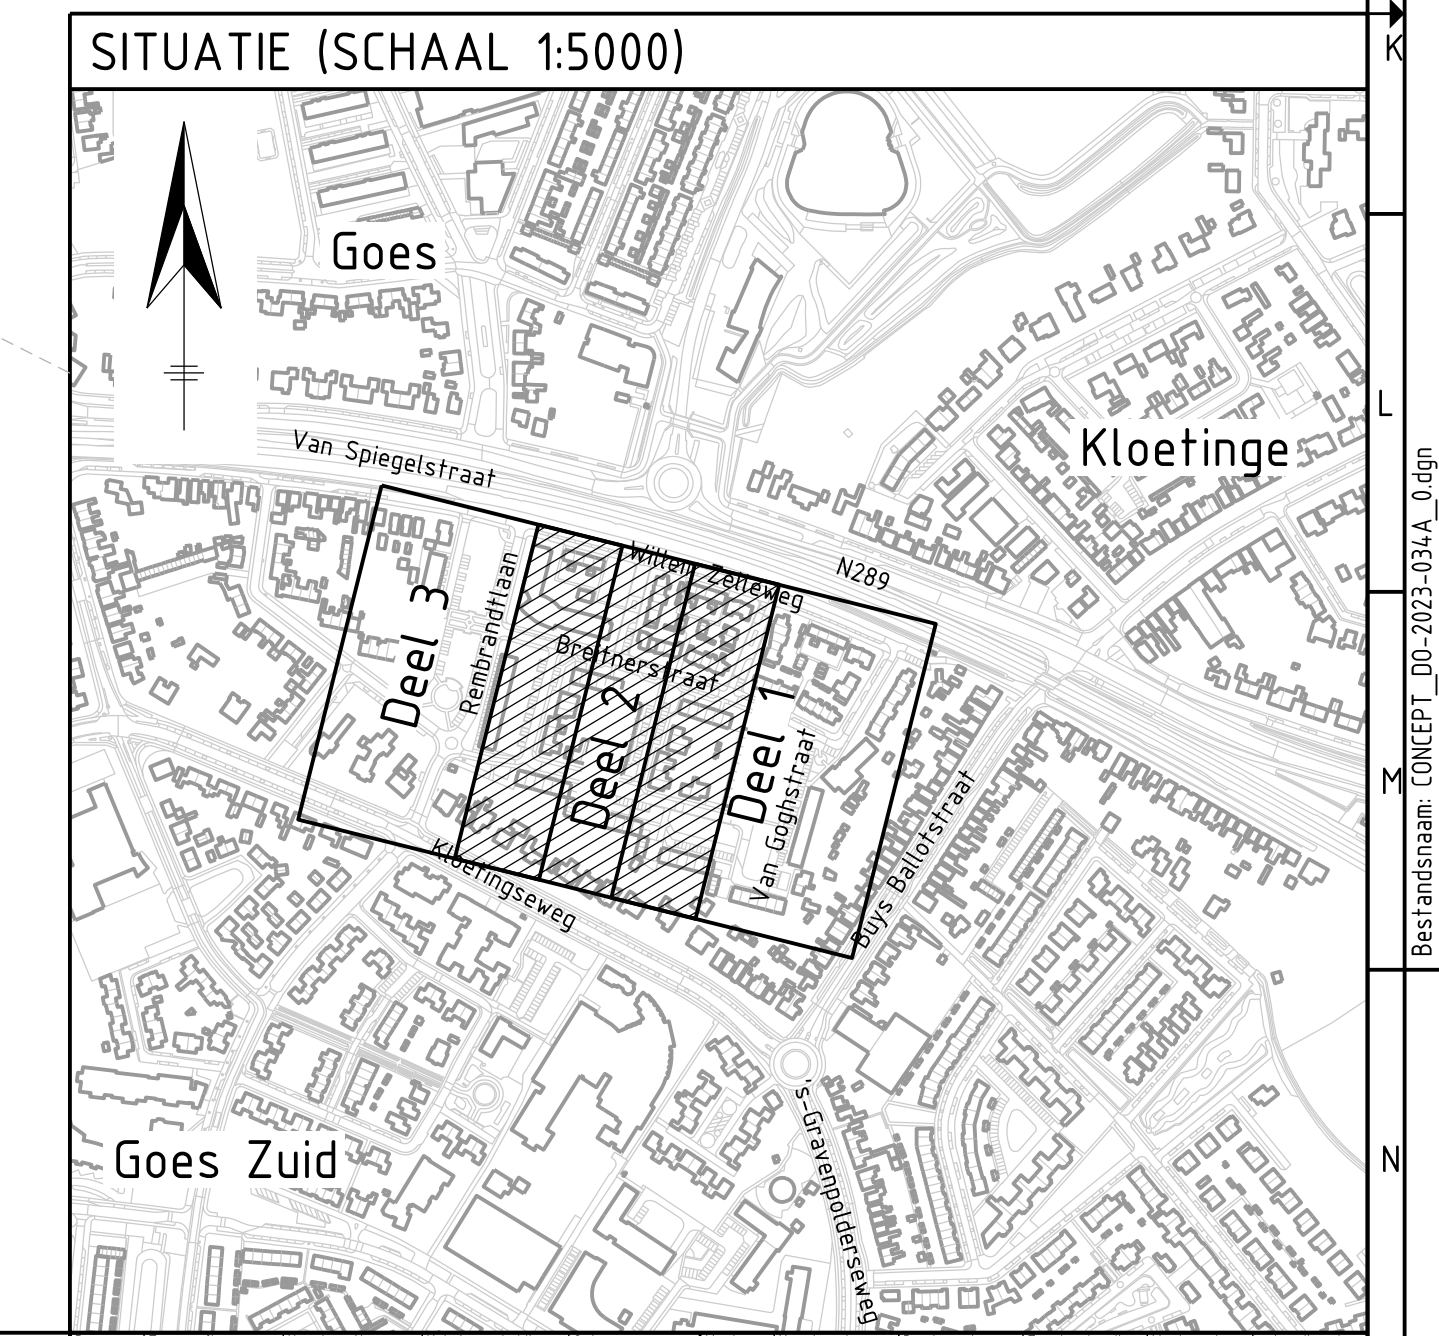 SITUATIE (SCHAAL 1:5000)
K
Goes
L
Kloetinge
Van Spiegelstraat
Willem Zelleweg
N289
Rembrandtlaan
Breitnerstraat
Deel 3
Deel 2
Deel 1
Van Goghstraat
Buys Ballotstraat
Kloetingseweg
M
Bestandsnaam: CONCEPT_DO-2023-034A_0.dgn
's-Gravenpolderseweg
Goes Zuid
N